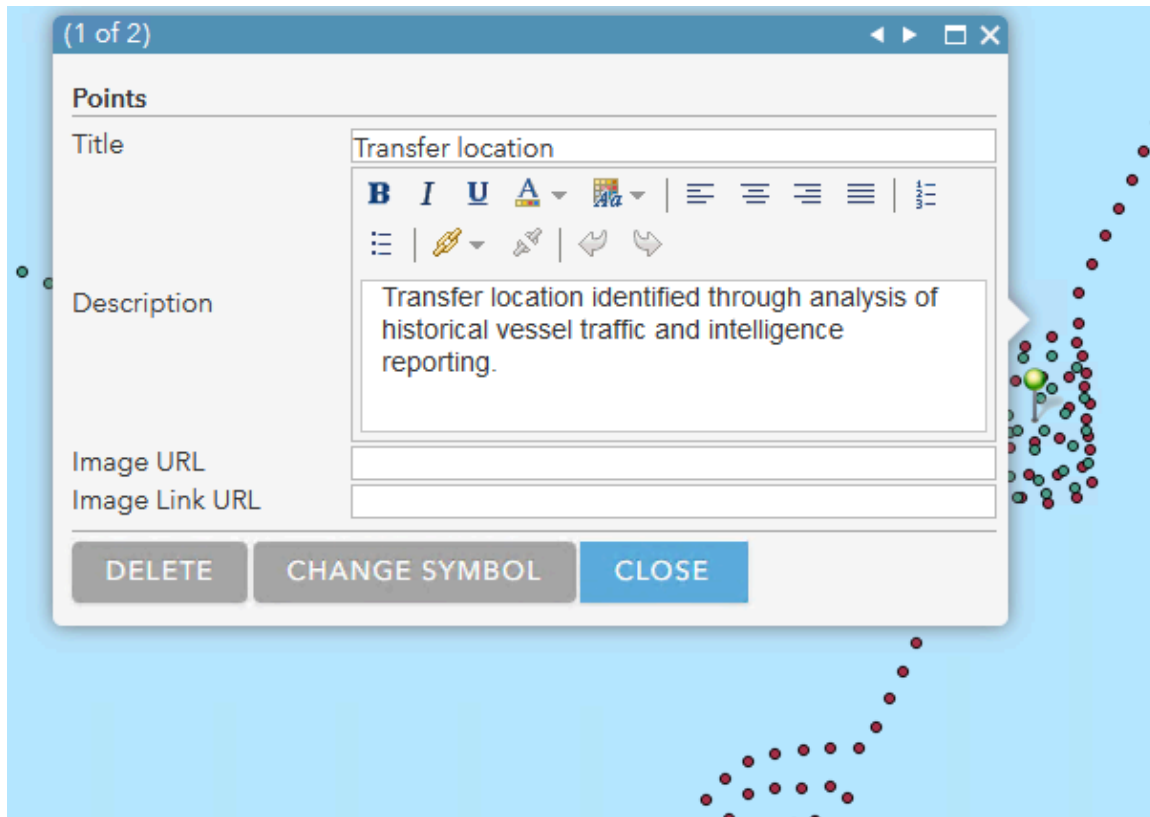 (1 of 2)
Points
Title
Transfer location
B I U A Aa
Description
Transfer location identified through analysis of
historical vessel traffic and intelligence
reporting.
Image URL
Image Link URL
DELETE
CHANGE SYMBOL
CLOSE